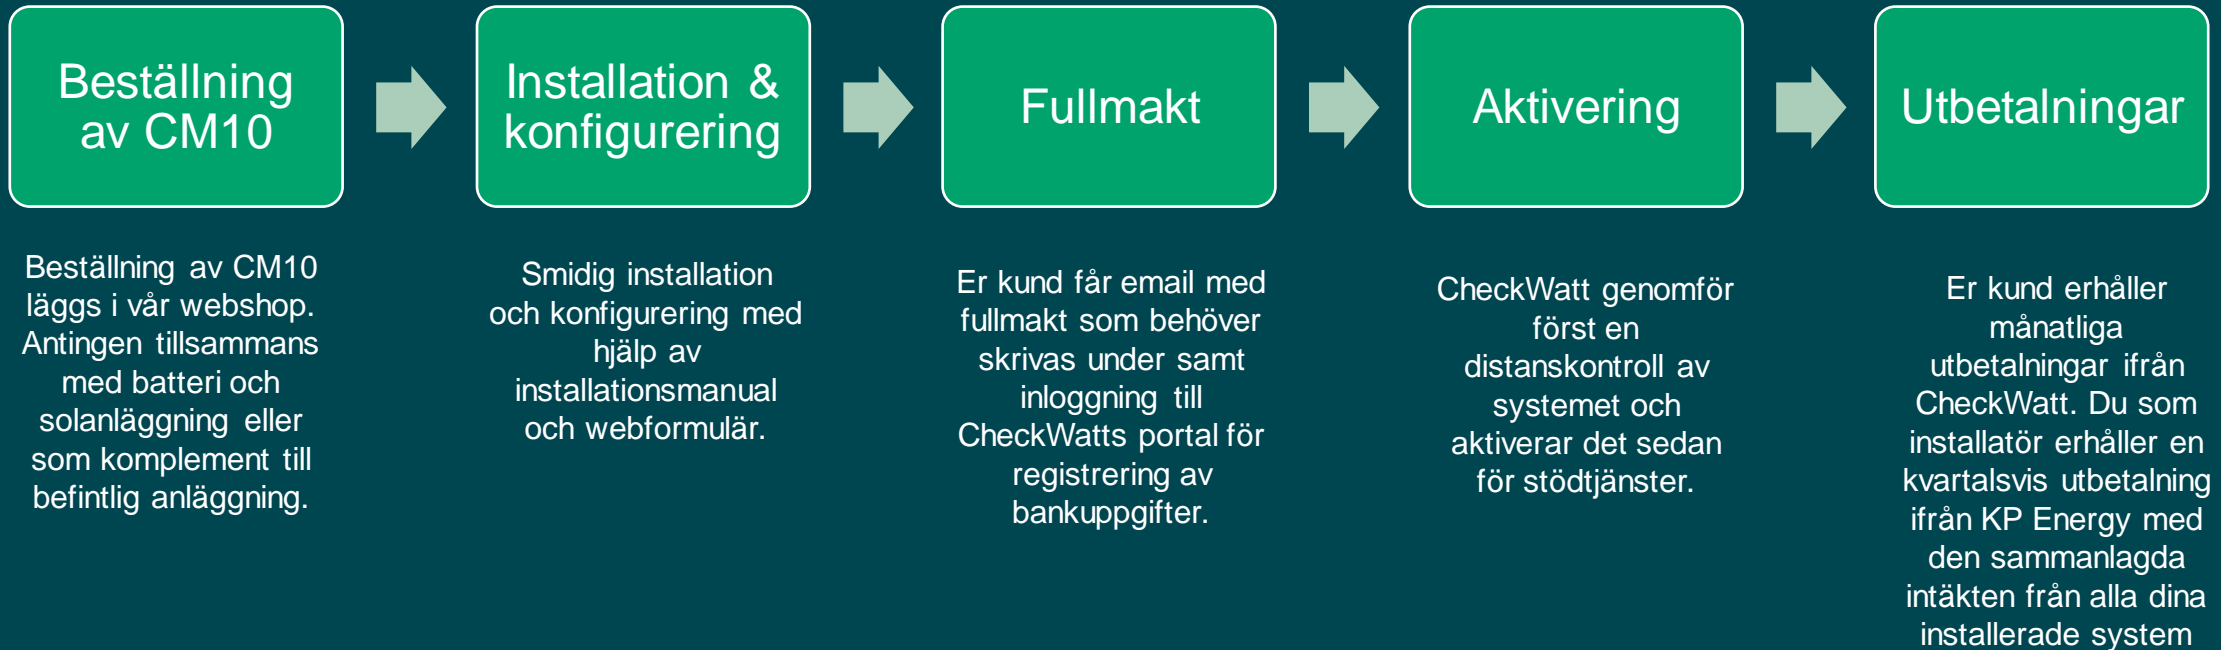 Beställning
av CM10
Installation &
konfigurering
Fullmakt
Aktivering
Utbetalningar
Beställning av CM10
läggs i vår webshop.
Antingen tillsammans
med batteri och
solanläggning eller
som komplement till
befintlig anläggning.
Smidig installation
och konfigurering med
hjälp av
installationsmanual
och webformulär.
Er kund får email med
fullmakt som behöver
skrivas under samt
inloggning till
CheckWatts portal för
registrering av
bankuppgifter.
CheckWatt genomför
först en
distanskontroll av
systemet och
aktiverar det sedan
för stödtjänster.
Er kund erhåller
månatliga
utbetalningar ifrån
CheckWatt. Du som
installatör erhåller en
kvartalsvis utbetalning
ifrån KP Energy med
den sammanlagda
intäkten från alla dina
installerade system